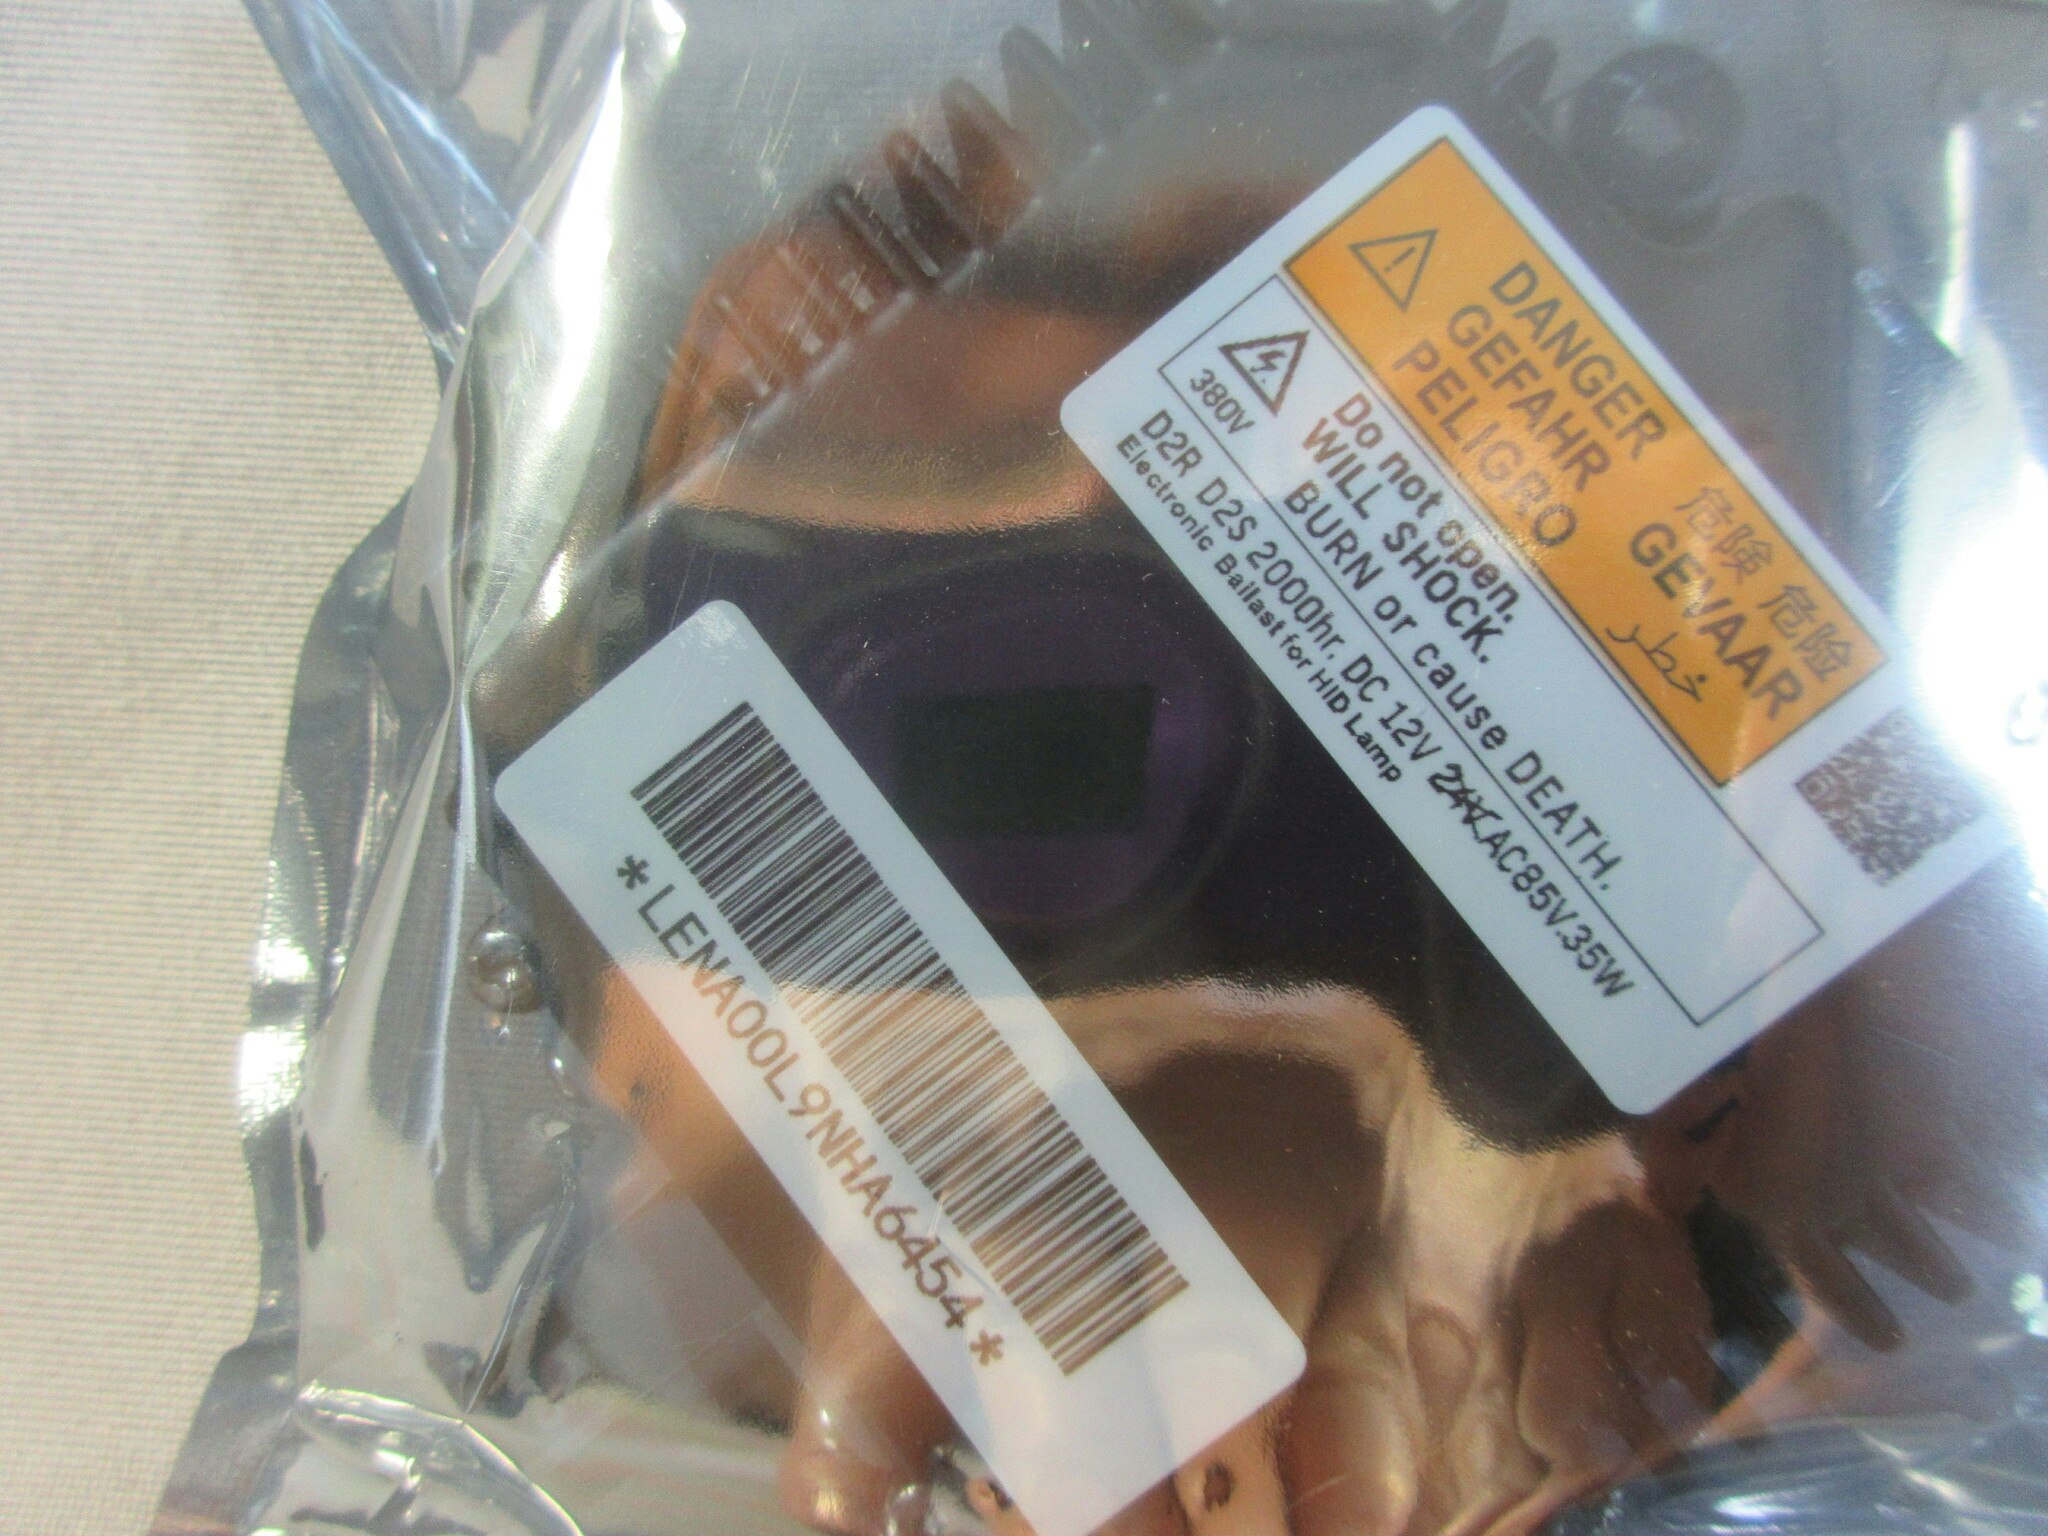 DANGER 危険 危险
GEFAHR GEVAAR
PELIGRO خطر
380V
Do not open.
WILL SHOCK.
BURN or cause DEATH.
D2R D2S 2000hr. DC 12V 24V AC85V.35W
Electronic Ballast for HID Lamp
*LENA00L9NHA6454*